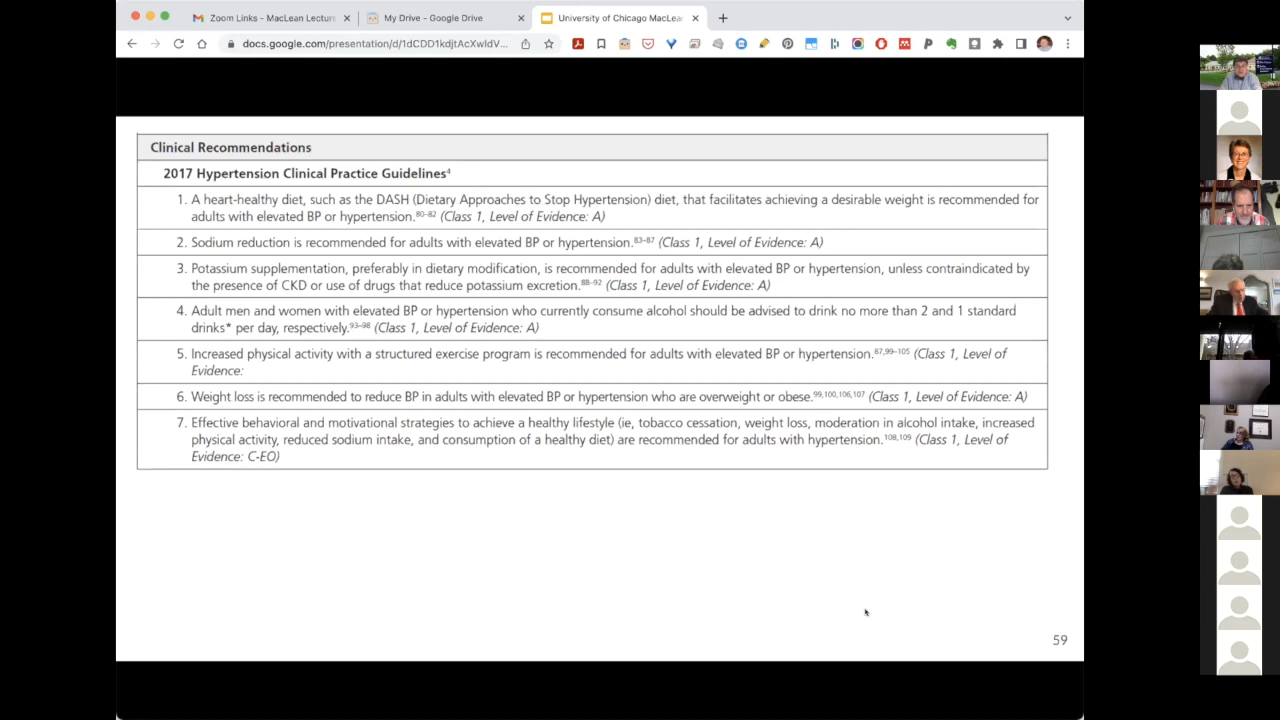 Zoom Links - MacLean Lectur
My Drive - Google Drive
University of Chicago MacLea
docs.google.com/presentation/d/1dCDD1kdjtAcXwIdV...
Clinical Recommendations
2017 Hypertension Clinical Practice Guidelines4
1. A heart-healthy diet, such as the DASH (Dietary Approaches to Stop Hypertension) diet, that facilitates achieving a desirable weight is recommended for
adults with elevated BP or hypertension.80–82 (Class 1, Level of Evidence: A)
2. Sodium reduction is recommended for adults with elevated BP or hypertension.83–87 (Class 1, Level of Evidence: A)
3. Potassium supplementation, preferably in dietary modification, is recommended for adults with elevated BP or hypertension, unless contraindicated by
the presence of CKD or use of drugs that reduce potassium excretion.88–92 (Class 1, Level of Evidence: A)
4. Adult men and women with elevated BP or hypertension who currently consume alcohol should be advised to drink no more than 2 and 1 standard
drinks* per day, respectively.93–98 (Class 1, Level of Evidence: A)
5. Increased physical activity with a structured exercise program is recommended for adults with elevated BP or hypertension.87,99–105 (Class 1, Level of
Evidence:
6. Weight loss is recommended to reduce BP in adults with elevated BP or hypertension who are overweight or obese.99,100,106,107 (Class 1, Level of Evidence: A)
7. Effective behavioral and motivational strategies to achieve a healthy lifestyle (ie, tobacco cessation, weight loss, moderation in alcohol intake, increased
physical activity, reduced sodium intake, and consumption of a healthy diet) are recommended for adults with hypertension.108,109 (Class 1, Level of
Evidence: C-EO)
59